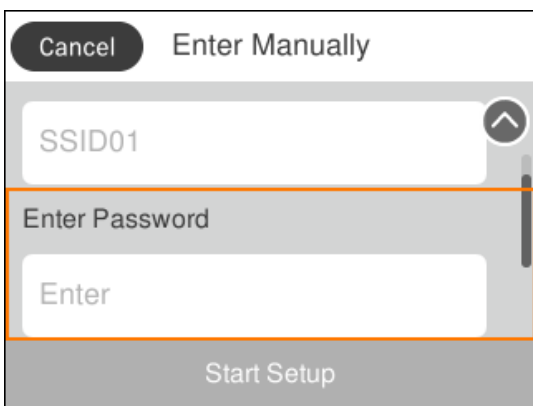 Cancel Enter Manually
SSID01
Enter Password
Enter
Start Setup